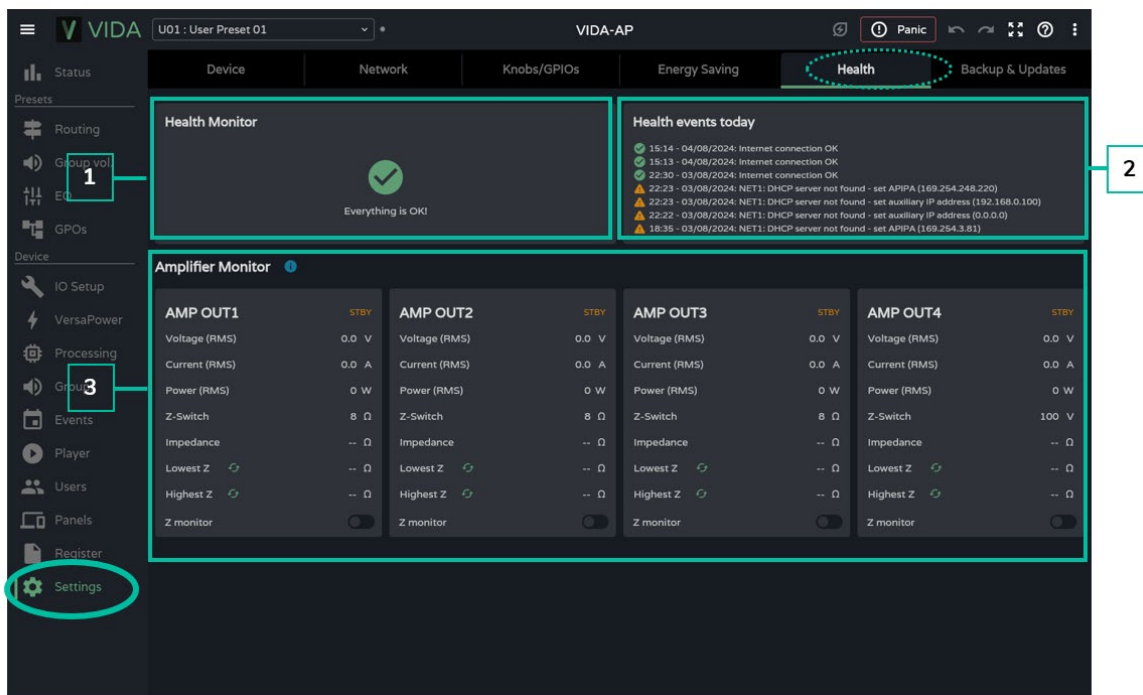 VIDA
U01 : User Preset 01
VIDA-AP
Panic
Status
Device
Network
Knobs/GPIOs
Energy Saving
Health
Backup & Updates
Presets
Routing
Group vol.
EQ
GPOs
Device
IO Setup
VersaPower
Processing
Group
Events
Player
Users
Panels
Register
Settings
1
Health Monitor
Everything is OK!
2
Health events today
15:14 - 04/08/2024: Internet connection OK
15:13 - 04/08/2024: Internet connection OK
22:30 - 03/08/2024: Internet connection OK
22:23 - 03/08/2024: NET1: DHCP server not found - set APIPA (169.254.248.220)
22:23 - 03/08/2024: NET1: DHCP server not found - set auxiliary IP address (192.168.0.100)
22:22 - 03/08/2024: NET1: DHCP server not found - set auxiliary IP address (0.0.0.0)
18:35 - 03/08/2024: NET1: DHCP server not found - set APIPA (169.254.3.81)
3
Amplifier Monitor
AMP OUT1 STBY
Voltage (RMS) 0.0 V
Current (RMS) 0.0 A
Power (RMS) 0 W
Z-Switch 8 Ω
Impedance -- Ω
Lowest Z -- Ω
Highest Z -- Ω
Z monitor
AMP OUT2 STBY
Voltage (RMS) 0.0 V
Current (RMS) 0.0 A
Power (RMS) 0 W
Z-Switch 8 Ω
Impedance -- Ω
Lowest Z -- Ω
Highest Z -- Ω
Z monitor
AMP OUT3 STBY
Voltage (RMS) 0.0 V
Current (RMS) 0.0 A
Power (RMS) 0 W
Z-Switch 8 Ω
Impedance -- Ω
Lowest Z -- Ω
Highest Z -- Ω
Z monitor
AMP OUT4 STBY
Voltage (RMS) 0.0 V
Current (RMS) 0.0 A
Power (RMS) 0 W
Z-Switch 100 V
Impedance -- Ω
Lowest Z -- Ω
Highest Z -- Ω
Z monitor